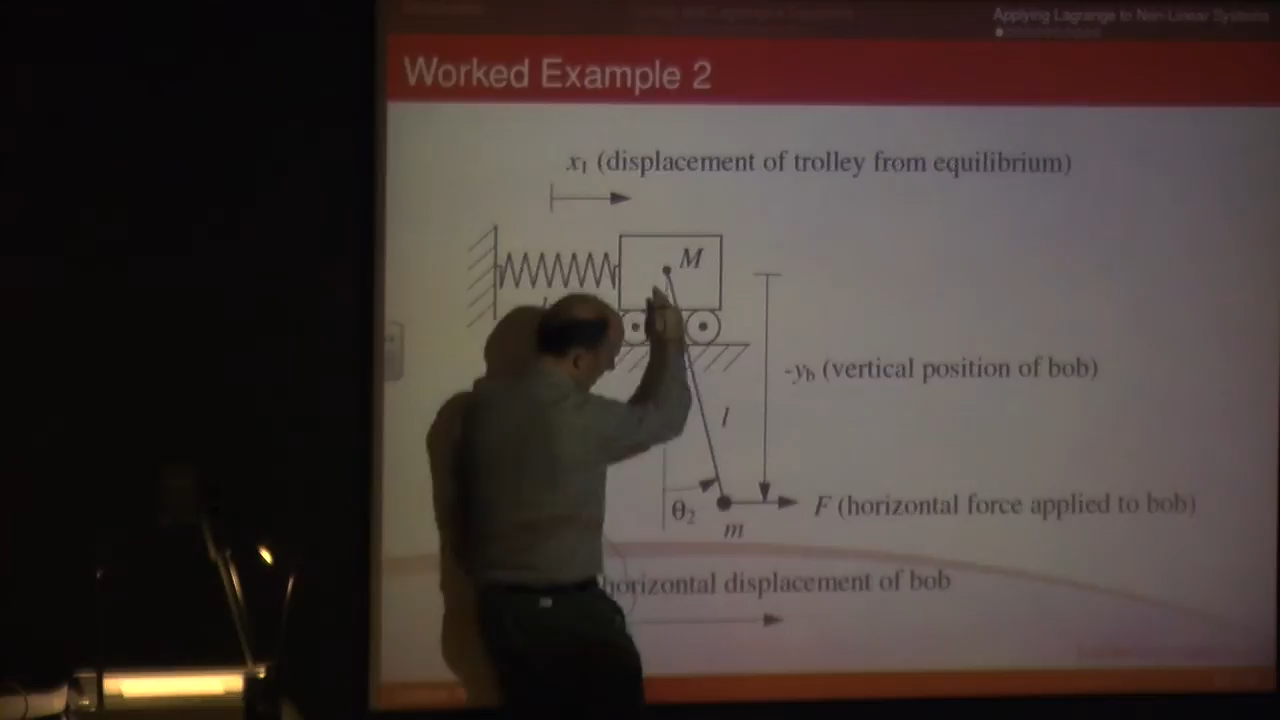 Applying Lagrange to Non-Linear Systems
Worked Example 2
x₁ (displacement of trolley from equilibrium)
M
-y_b (vertical position of bob)
l
θ₂
F (horizontal force applied to bob)
m
horizontal displacement of bob